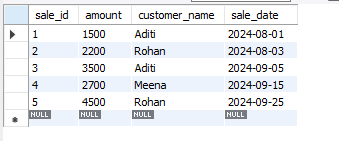 sale_id amount customer_name sale_date
1 1500 Aditi 2024-08-01
2 2200 Rohan 2024-08-03
3 3500 Aditi 2024-09-05
4 2700 Meena 2024-09-15
5 4500 Rohan 2024-09-25
NULL NULL NULL NULL